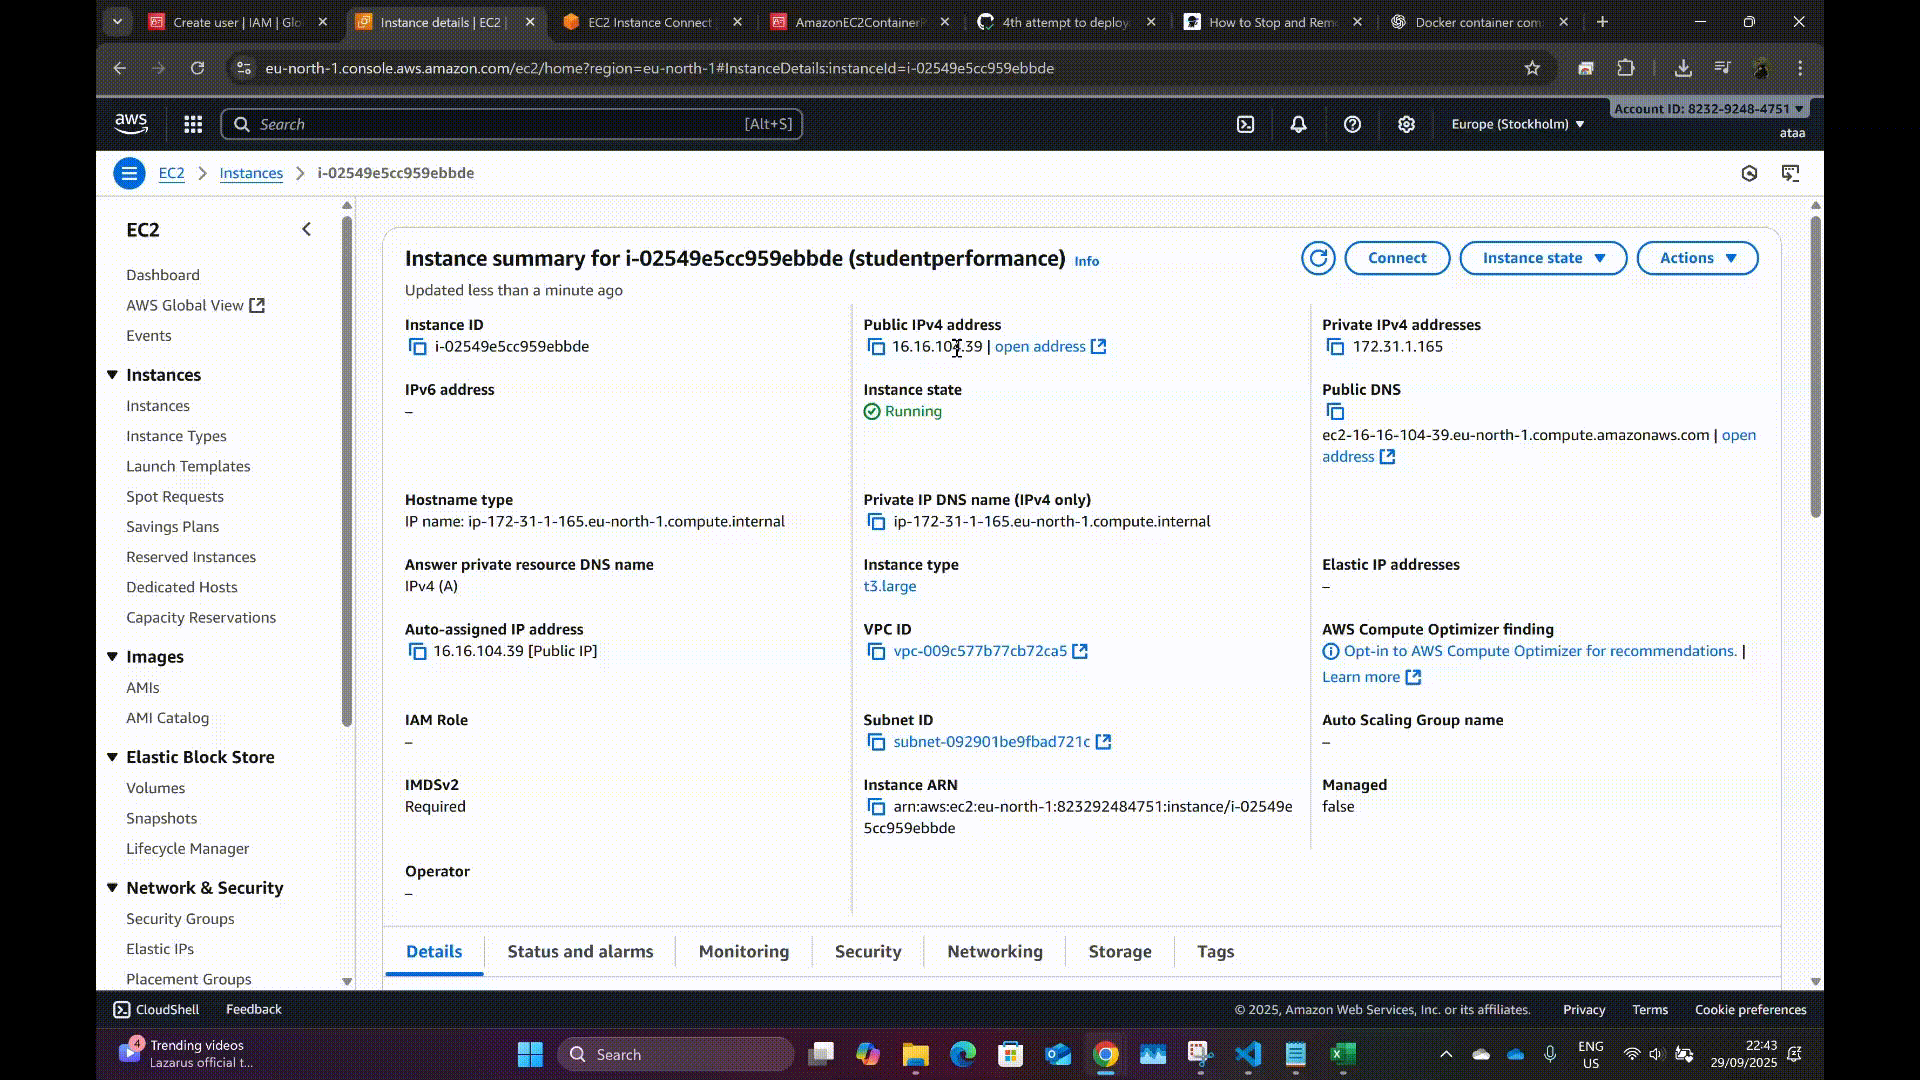 Create user | IAM | Glo
Instance details | EC2 |
EC2 Instance Connect
AmazonEC2ContainerR
4th attempt to deploy
How to Stop and Rem
Docker container com
eu-north-1.console.aws.amazon.com/ec2/home?region=eu-north-1#InstanceDetails:instanceId=i-02549e5cc959ebbde
aws
Search
[Alt+S]
Europe (Stockholm)
Account ID: 8232-9248-4751
ataa
EC2
Instances
i-02549e5cc959ebbde
EC2
Dashboard
AWS Global View
Events
Instances
Instances
Instance Types
Launch Templates
Spot Requests
Savings Plans
Reserved Instances
Dedicated Hosts
Capacity Reservations
Images
AMIs
AMI Catalog
Elastic Block Store
Volumes
Snapshots
Lifecycle Manager
Network & Security
Security Groups
Elastic IPs
Placement Groups
Instance summary for i-02549e5cc959ebbde (studentperformance) Info
Updated less than a minute ago
Connect
Instance state
Actions
Instance ID
i-02549e5cc959ebbde
Public IPv4 address
16.16.104.39 | open address
Private IPv4 addresses
172.31.1.165
IPv6 address
–
Instance state
Running
Public DNS
ec2-16-16-104-39.eu-north-1.compute.amazonaws.com | open
address
Hostname type
IP name: ip-172-31-1-165.eu-north-1.compute.internal
Private IP DNS name (IPv4 only)
ip-172-31-1-165.eu-north-1.compute.internal
Answer private resource DNS name
IPv4 (A)
Instance type
t3.large
Elastic IP addresses
–
Auto-assigned IP address
16.16.104.39 [Public IP]
VPC ID
vpc-009c577b77cb72ca5
AWS Compute Optimizer finding
Opt-in to AWS Compute Optimizer for recommendations. |
Learn more
IAM Role
–
Subnet ID
subnet-092901be9fbad721c
Auto Scaling Group name
–
IMDSv2
Required
Instance ARN
arn:aws:ec2:eu-north-1:823292484751:instance/i-02549e
5cc959ebbde
Managed
false
Operator
–
Details
Status and alarms
Monitoring
Security
Networking
Storage
Tags
CloudShell
Feedback
© 2025, Amazon Web Services, Inc. or its affiliates.
Privacy
Terms
Cookie preferences
4
Trending videos
Lazarus official t...
Search
ENG
US
22:43
29/09/2025